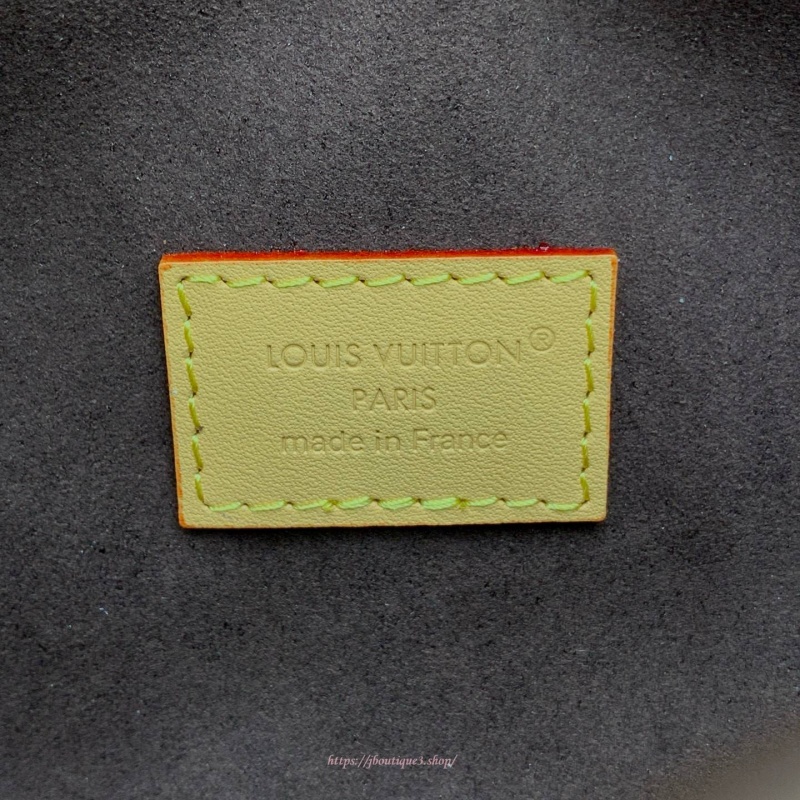 LOUIS VUITTON®
PARIS
made in France
https://jboutique3.shop/